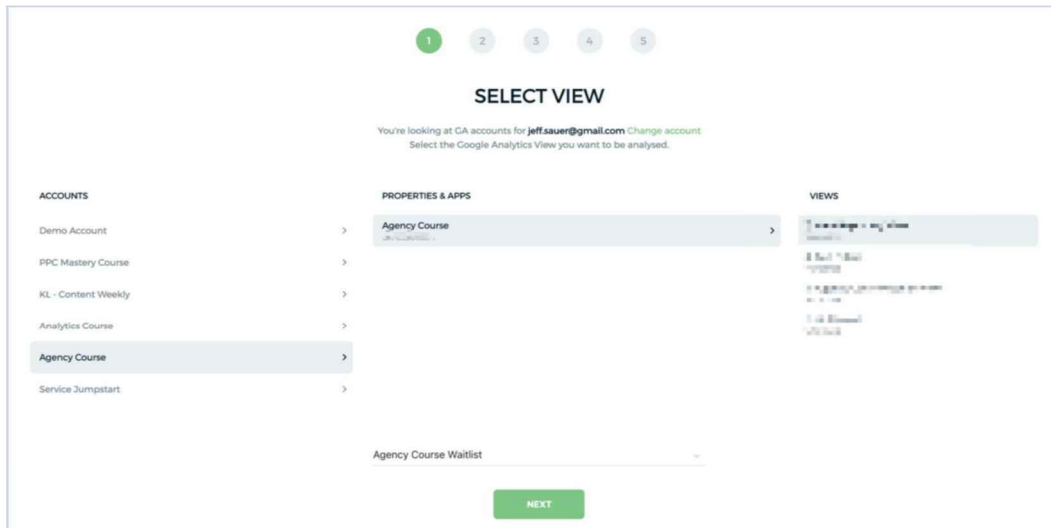 1 2 3 4 5
SELECT VIEW
You're looking at GA accounts for jeff.sauer@gmail.com Change account
Select the Google Analytics View you want to be analysed.
ACCOUNTS
Demo Account
PPC Mastery Course
KL - Content Weekly
Analytics Course
Agency Course
Service Jumpstart
PROPERTIES & APPS
Agency Course
VIEWS
Agency Course Waitlist
NEXT